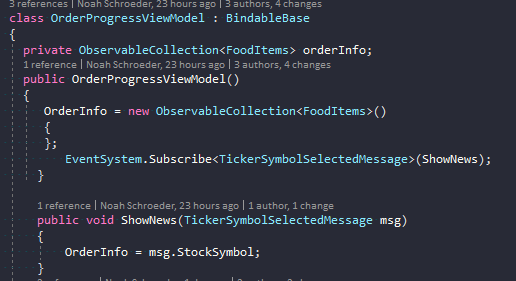 3 references | Noah Schroeder, 23 hours ago | 3 authors, 4 changes
class OrderProgressViewModel : BindableBase
{
private ObservableCollection<FoodItems> orderInfo;
1 reference | Noah Schroeder, 23 hours ago | 3 authors, 4 changes
public OrderProgressViewModel()
{
OrderInfo = new ObservableCollection<FoodItems>()
{
};
EventSystem.Subscribe<TickerSymbolSelectedMessage>(ShowNews);
}
1 reference | Noah Schroeder, 23 hours ago | 1 author, 1 change
public void ShowNews(TickerSymbolSelectedMessage msg)
{
OrderInfo = msg.StockSymbol;
}